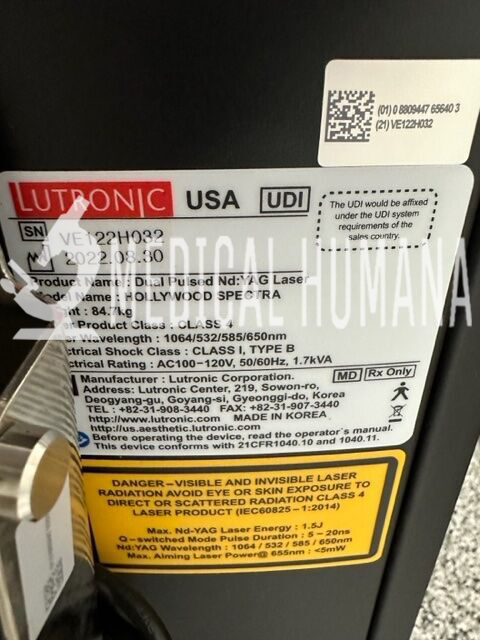 (01) 0 8809447 65640 3
(21) VE122H032
LUTRONIC USA UDI
The UDI would be affixed
under the UDI system
requirements of the
sales country.
SN VE122H032
2022.08.30
MEDICAL HUMANA
Product Name: Dual Pulsed Nd:YAG Laser
Model Name: HOLLYWOOD SPECTRA
ht : 84.7kg
er Product Class : CLASS 4
er Wavelength : 1064/532/585/650nm
ctrical Shock Class : CLASS I, TYPE B
ctrical Rating : AC100-120V, 50/60Hz, 1.7kVA
Manufacturer : Lutronic Corporation. MD Rx Only
Address: Lutronic Center, 219, Sowon-ro,
Deogyang-gu, Goyang-si, Gyeonggi-do, Korea
TEL : +82-31-908-3440 FAX: +82-31-907-3440
http://www.lutronic.com MADE IN KOREA
http://us.aesthetic.lutronic.com
Before operating the device, read the operator's manual.
This device conforms with 21CFR1040.10 and 1040.11.
DANGER-VISIBLE AND INVISIBLE LASER
RADIATION AVOID EYE OR SKIN EXPOSURE TO
DIRECT OR SCATTERED RADIATION CLASS 4
LASER PRODUCT (IEC60825-1:2014)
Max. Nd-YAG Laser Energy : 1.5J
Q-switched Mode Pulse Duration : 5 - 20ns
Nd:YAG Wavelength : 1064 / 532 / 585 / 650nm
Max. Aiming Laser Power@ 655nm : <5mW